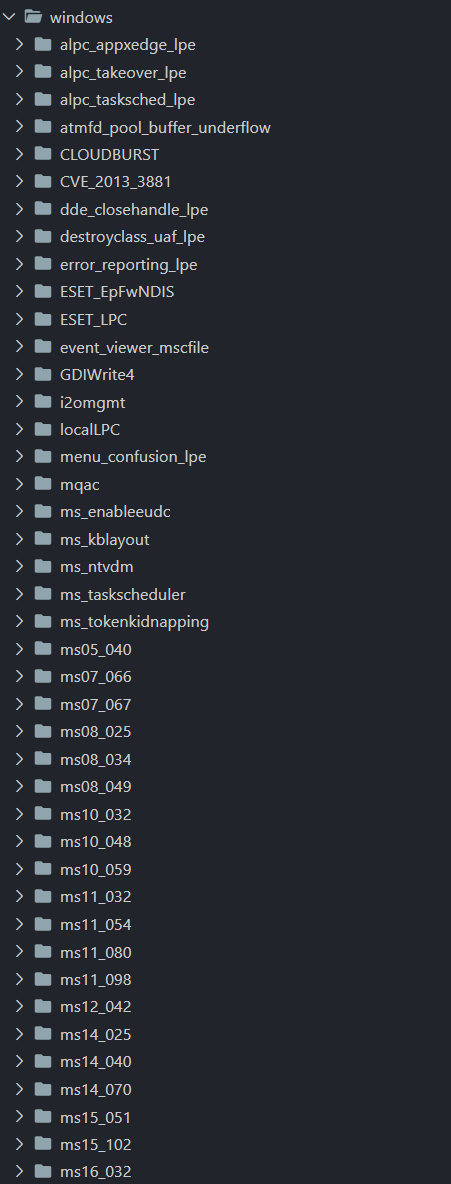 windows
alpc_appxedge_lpe
alpc_takeover_lpe
alpc_tasksched_lpe
atmfd_pool_buffer_underflow
CLOUDBURST
CVE_2013_3881
dde_closehandle_lpe
destroyclass_uaf_lpe
error_reporting_lpe
ESET_EpFwNDIS
ESET_LPC
event_viewer_mscfile
GDIWrite4
i2omgmt
localLPC
menu_confusion_lpe
mqac
ms_enableeudc
ms_kblayout
ms_ntvdm
ms_taskscheduler
ms_tokenkidnapping
ms05_040
ms07_066
ms07_067
ms08_025
ms08_034
ms08_049
ms10_032
ms10_048
ms10_059
ms11_032
ms11_054
ms11_080
ms11_098
ms12_042
ms14_025
ms14_040
ms14_070
ms15_051
ms15_102
ms16_032